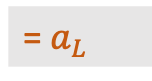 = a_L